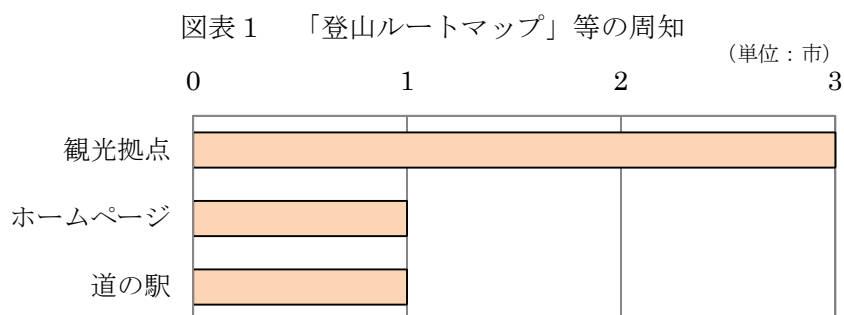 図表１　「登山ルートマップ」等の周知
（単位：市）
0 1 2 3
観光拠点
ホームページ
道の駅